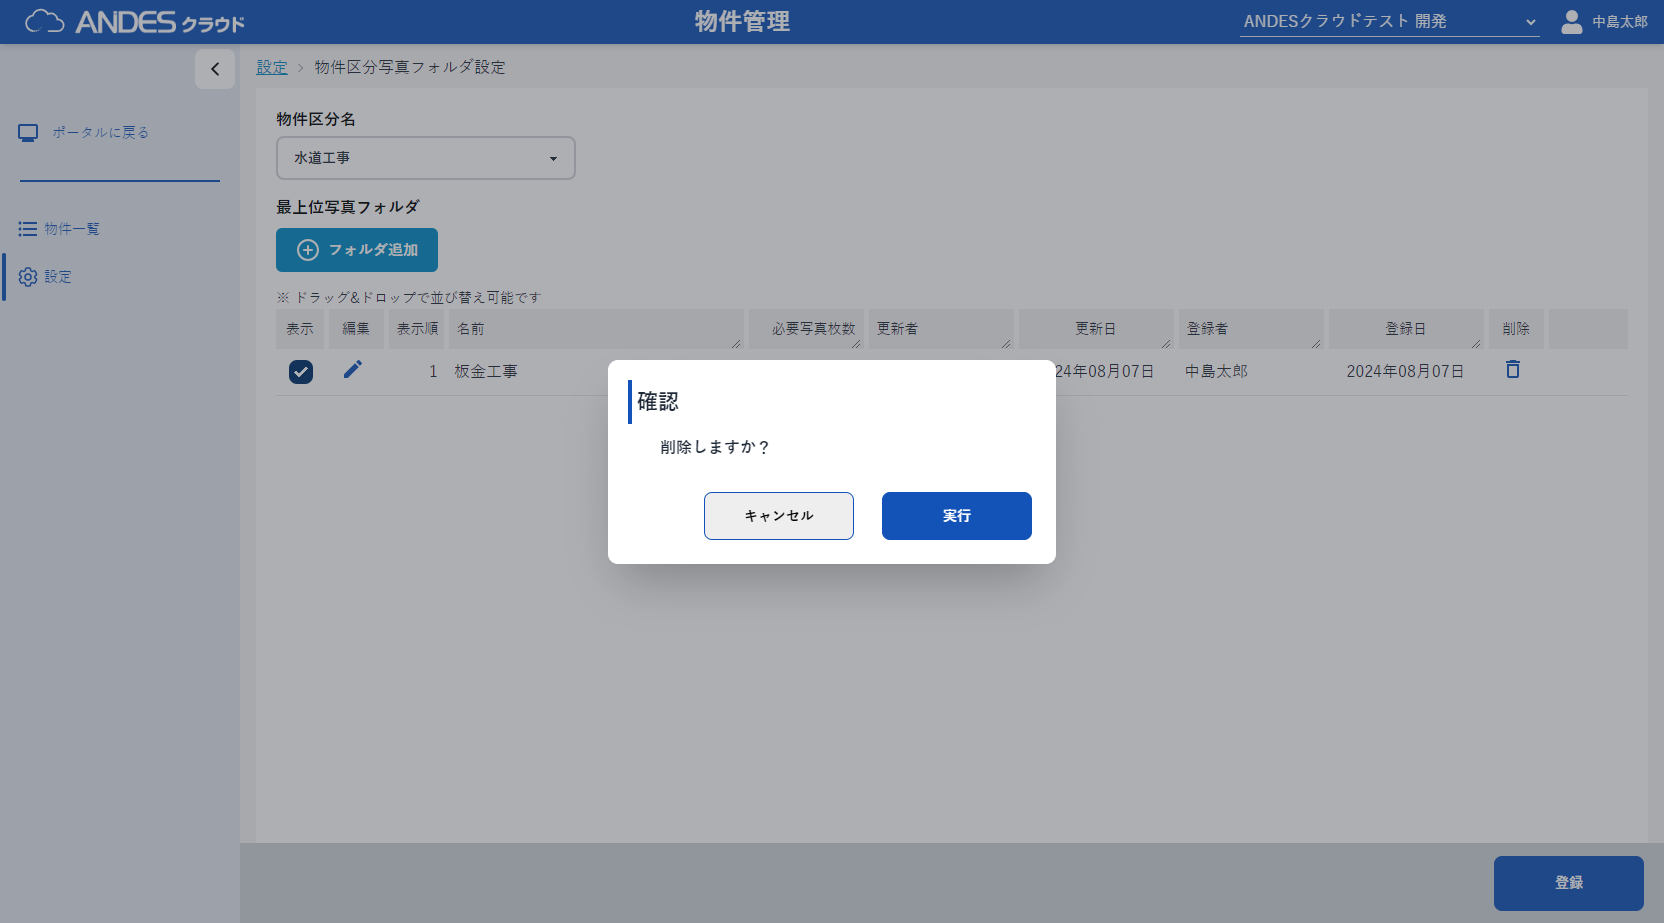 ANDES クラウド
物件管理
ANDESクラウドテスト 開発
中島太郎
設定 > 物件区分写真フォルダ設定
ポータルに戻る
物件一覧
設定
物件区分名
水道工事
最上位写真フォルダ
フォルダ追加
※ ドラッグ&ドロップで並び替え可能です
表示 編集 表示順 名前 必要写真枚数 更新者 更新日 登録者 登録日 削除
1 板金工事 24年08月07日 中島太郎 2024年08月07日
確認
削除しますか？
キャンセル 実行
登録